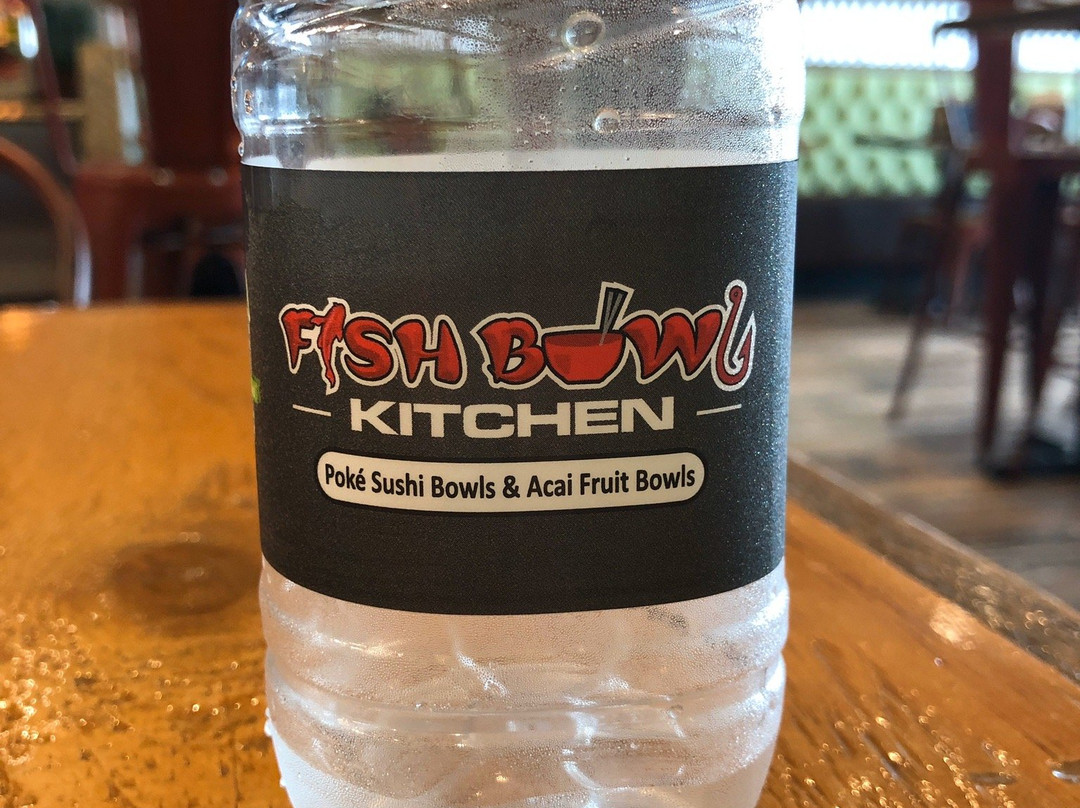 FISH BOWL
KITCHEN
Poké Sushi Bowls & Acai Fruit Bowls